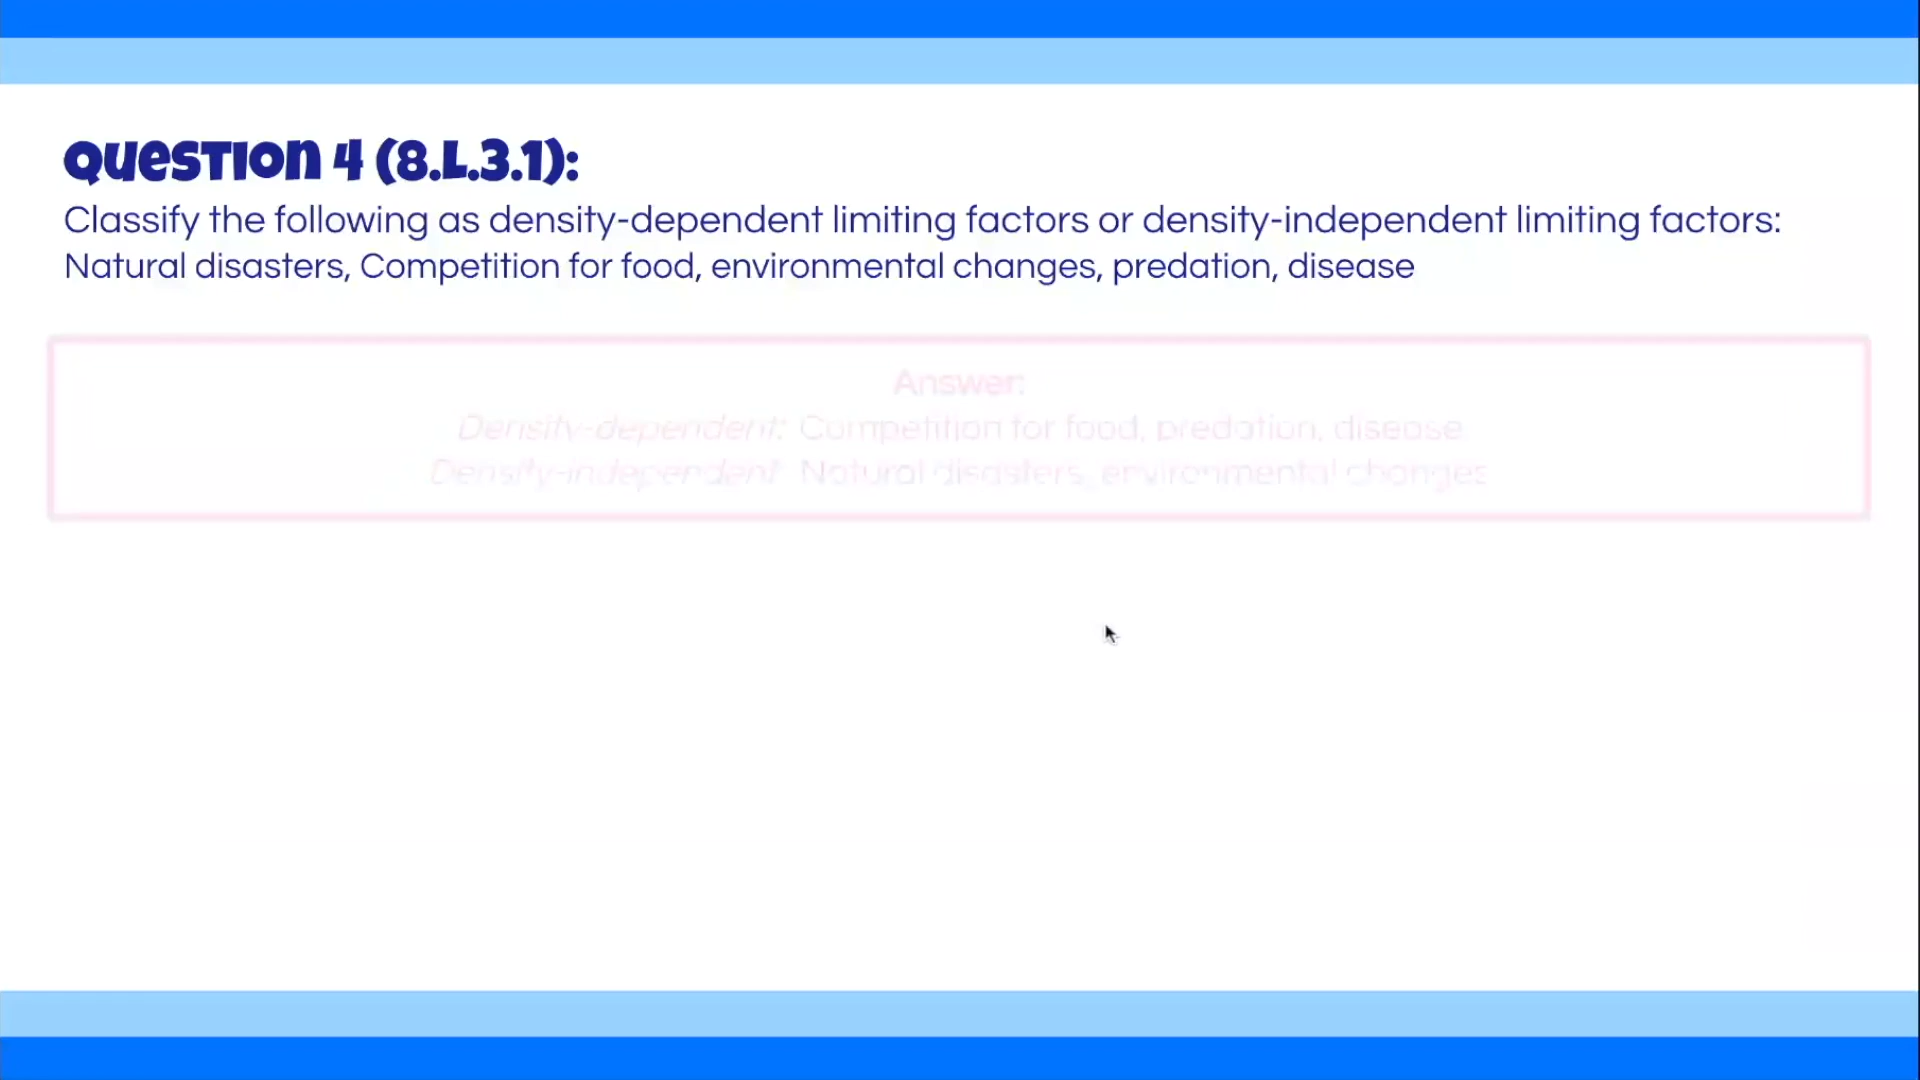 Question 4 (8.L.3.1):
Classify the following as density-dependent limiting factors or density-independent limiting factors:
Natural disasters, Competition for food, environmental changes, predation, disease
Answer:
Density-dependent: Competition for food, predation, disease
Density-independent: Natural disasters, environmental changes